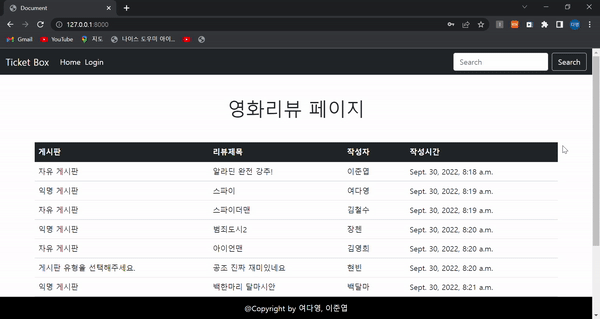 Document
127.0.0.1:8000
Gmail YouTube 지도 나이스 도우미 아이...
Ticket Box Home Login Search Search
영화리뷰 페이지
게시판 리뷰제목 작성자 작성시간
자유 게시판 알라딘 완전 강추! 이준엽 Sept. 30, 2022, 8:18 a.m.
익명 게시판 스파이 여다영 Sept. 30, 2022, 8:19 a.m.
자유 게시판 스파이더맨 김철수 Sept. 30, 2022, 8:19 a.m.
익명 게시판 범죄도시2 장첸 Sept. 30, 2022, 8:20 a.m.
자유 게시판 아이언맨 김영희 Sept. 30, 2022, 8:20 a.m.
게시판 유형을 선택해주세요. 공조 진짜 재미있네요 현빈 Sept. 30, 2022, 8:20 a.m.
익명 게시판 백한마리 달마시안 백달마 Sept. 30, 2022, 8:21 a.m.
@Copyright by 여다영, 이준엽